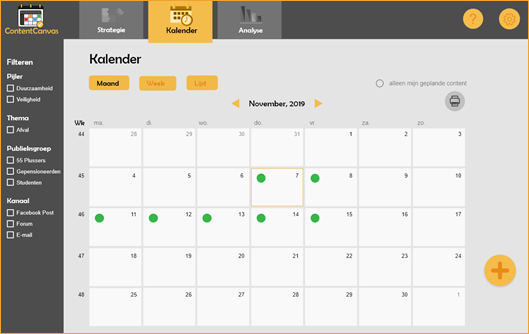 ContentCanvas
Strategie
Kalender
Analyse
?
Filteren
Pijler
Duurzaamheid
Veiligheid
Thema
Afval
Publieksgroep
55 Plussers
Gepensioneerden
Studenten
Kanaal
Facebook Post
Forum
E-mail
Kalender
Maand Week Lijst
alleen mijn geplande content
November, 2019
Wk ma. di. wo. do. vr. za. zo.
44 28 29 30 31 1 2 3
45 4 5 6 7 8 9 10
46 11 12 13 14 15 16 17
47 18 19 20 21 22 23 24
48 25 26 27 28 29 30 1